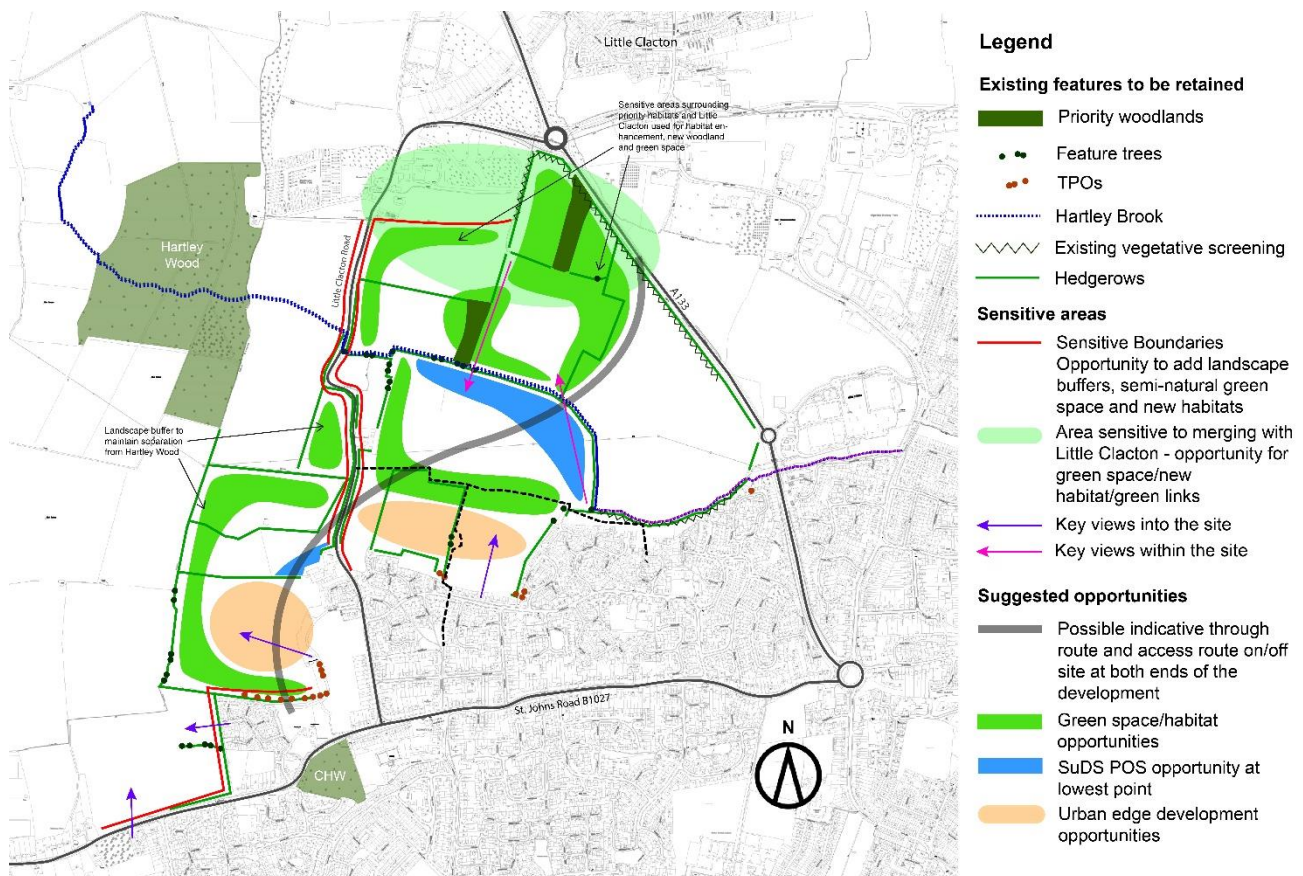 Little Clacton
Sensitive areas surrounding
priority habitats and Little
Clacton used for habitat en-
hancement, new woodland
and green space
Hartley
Wood
Little Clacton Road
A133
Landscape buffer to
maintain separation
from Hartley Wood
St. Johns Road B1027
CHW
N
Legend
Existing features to be retained
Priority woodlands
Feature trees
TPOs
Hartley Brook
Existing vegetative screening
Hedgerows
Sensitive areas
Sensitive Boundaries
Opportunity to add landscape
buffers, semi-natural green
space and new habitats
Area sensitive to merging with
Little Clacton - opportunity for
green space/new
habitat/green links
Key views into the site
Key views within the site
Suggested opportunities
Possible indicative through
route and access route on/off
site at both ends of the
development
Green space/habitat
opportunities
SuDS POS opportunity at
lowest point
Urban edge development
opportunities